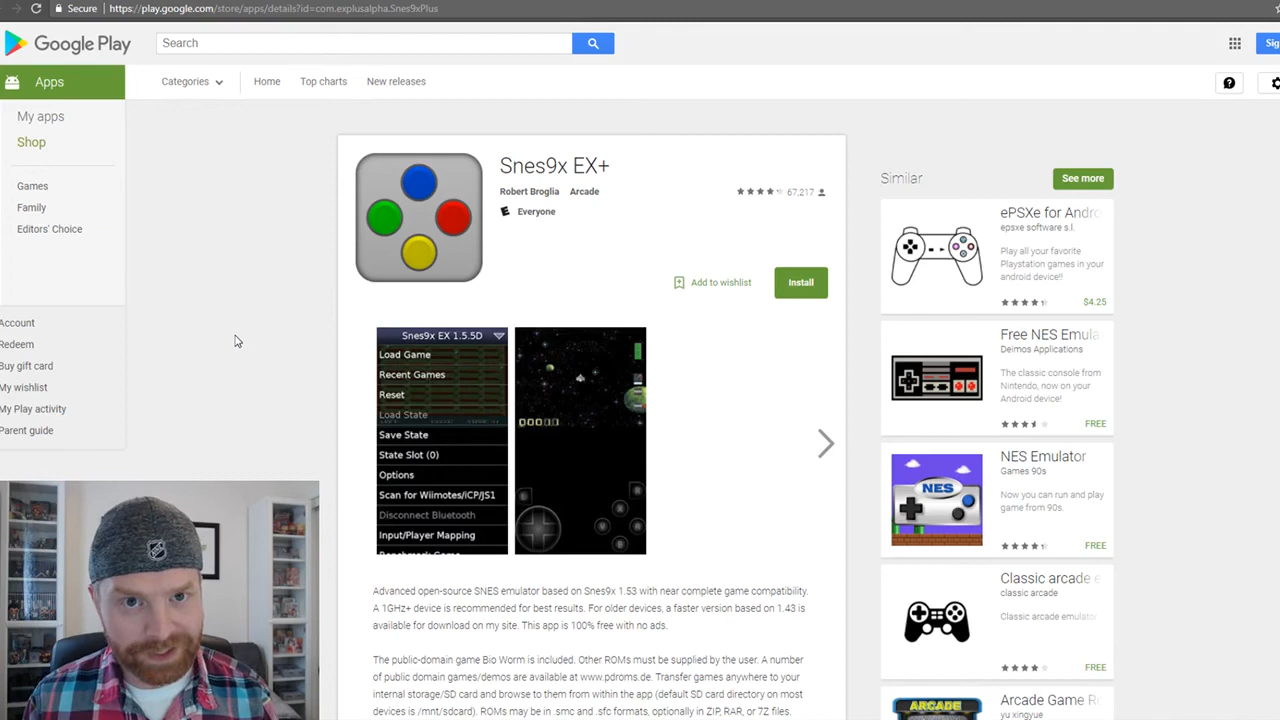 Secure
https://play.google.com/store/apps/details?id=com.explusalpha.Snes9xPlus
Google Play
Search
Apps
Categories
Home
Top charts
New releases
My apps
Shop
Games
Family
Editors' Choice
Account
Redeem
Buy gift card
My wishlist
My Play activity
Parent guide
Snes9x EX+
Robert Broglia Arcade
67,217
E Everyone
Add to wishlist
Install
Snes9x EX 1.5.5D
Load Game
Recent Games
Reset
Load State
Save State
State Slot (0)
Options
Scan for Wiimotes/iCP/JS1
Disconnect Bluetooth
Input/Player Mapping
Advanced open-source SNES emulator based on Snes9x 1.53 with near complete game compatibility.
A 1GHz+ device is recommended for best results. For older devices, a faster version based on 1.43 is
available for download on my site. This app is 100% free with no ads.
The public-domain game Bio Worm is included. Other ROMs must be supplied by the user. A number
of public domain games/demos are available at www.pdroms.de. Transfer games anywhere to your
internal storage/SD card and browse to them from within the app (default SD card directory on most
devices is /mnt/sdcard). ROMs may be in .smc and .sfc formats, optionally in ZIP, RAR, or 7Z files.
Similar
See more
ePSXe for Andro
epsxe software s.l.
Play all your favorite
Playstation games in your
android device!!
$4.25
Free NES Emula
Deimos Applications
The classic console from
Nintendo, now on your
Android device!
FREE
NES
NES Emulator
Games 90s
Now you can run and play
game from 90s.
FREE
Classic arcade e
classic arcade
Classic arcade emulator
FREE
ARCADE
Arcade Game R
yu xingyue